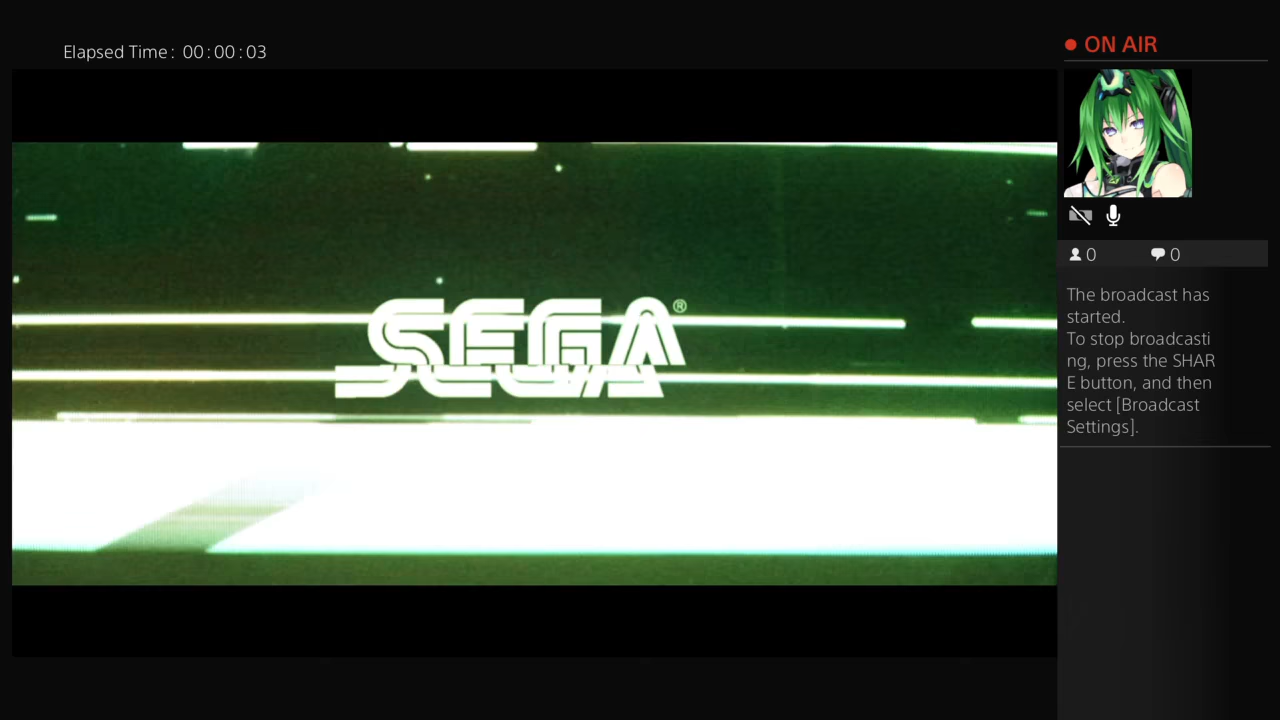 Elapsed Time: 00:00:03
ON AIR
SEGA®
0 0
The broadcast has
started.
To stop broadcasti
ng, press the SHAR
E button, and then
select [Broadcast
Settings].